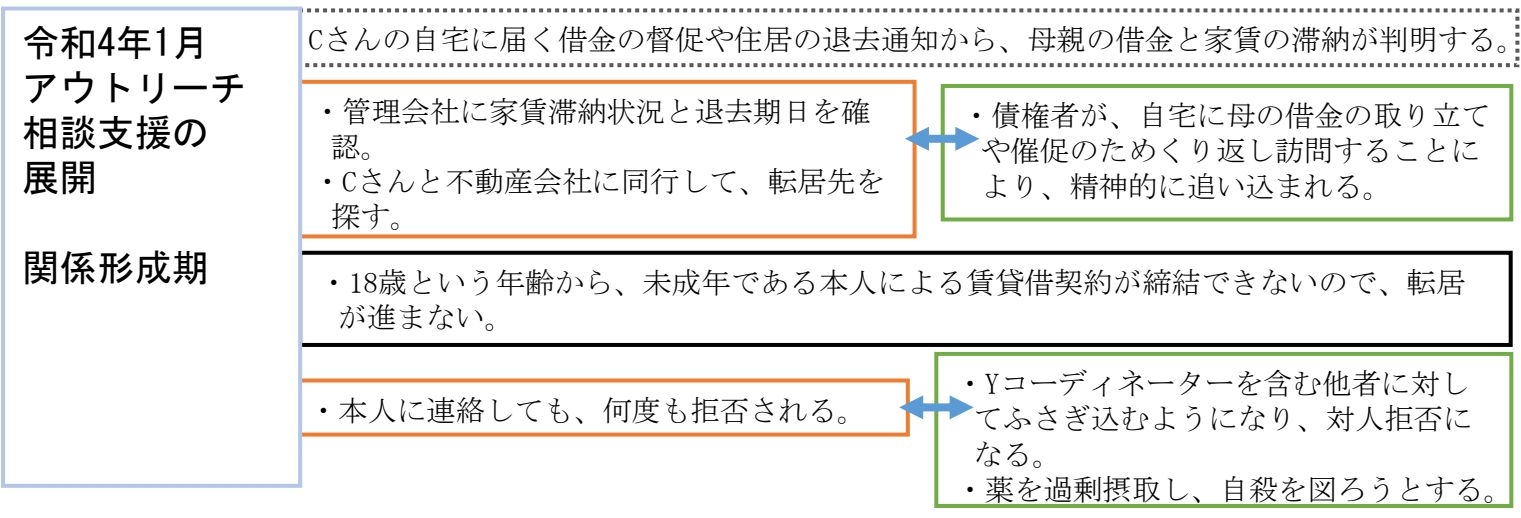 令和4年1月
アウトリーチ
相談支援の
展開
関係形成期
Cさんの自宅に届く借金の督促や住居の退去通知から、母親の借金と家賃の滞納が判明する。
・管理会社に家賃滞納状況と退去期日を確
認。
・Cさんと不動産会社に同行して、転居先を
探す。
・債権者が、自宅に母の借金の取り立て
や催促のためくり返し訪問することに
より、精神的に追い込まれる。
・18歳という年齢から、未成年である本人による賃貸借契約が締結できないので、転居
が進まない。
・本人に連絡しても、何度も拒否される。
・Yコーディネーターを含む他者に対し
てふさぎ込むようになり、対人拒否に
なる。
・薬を過剰摂取し、自殺を図ろうとする。